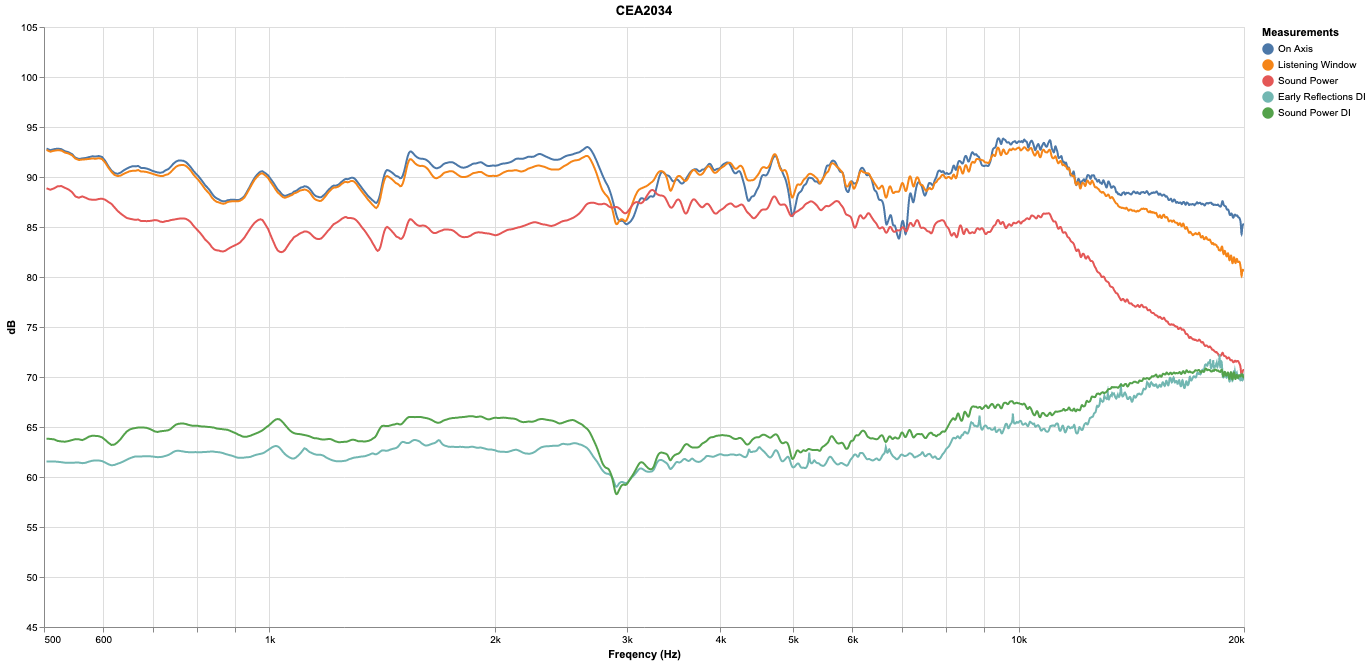 CEA2034
105
100
95
90
85
80
75
70
65
60
55
50
45
dB
500 600 1k 2k 3k 4k 5k 6k 10k 20k
Freqency (Hz)
Measurements
On Axis
Listening Window
Sound Power
Early Reflections DI
Sound Power DI